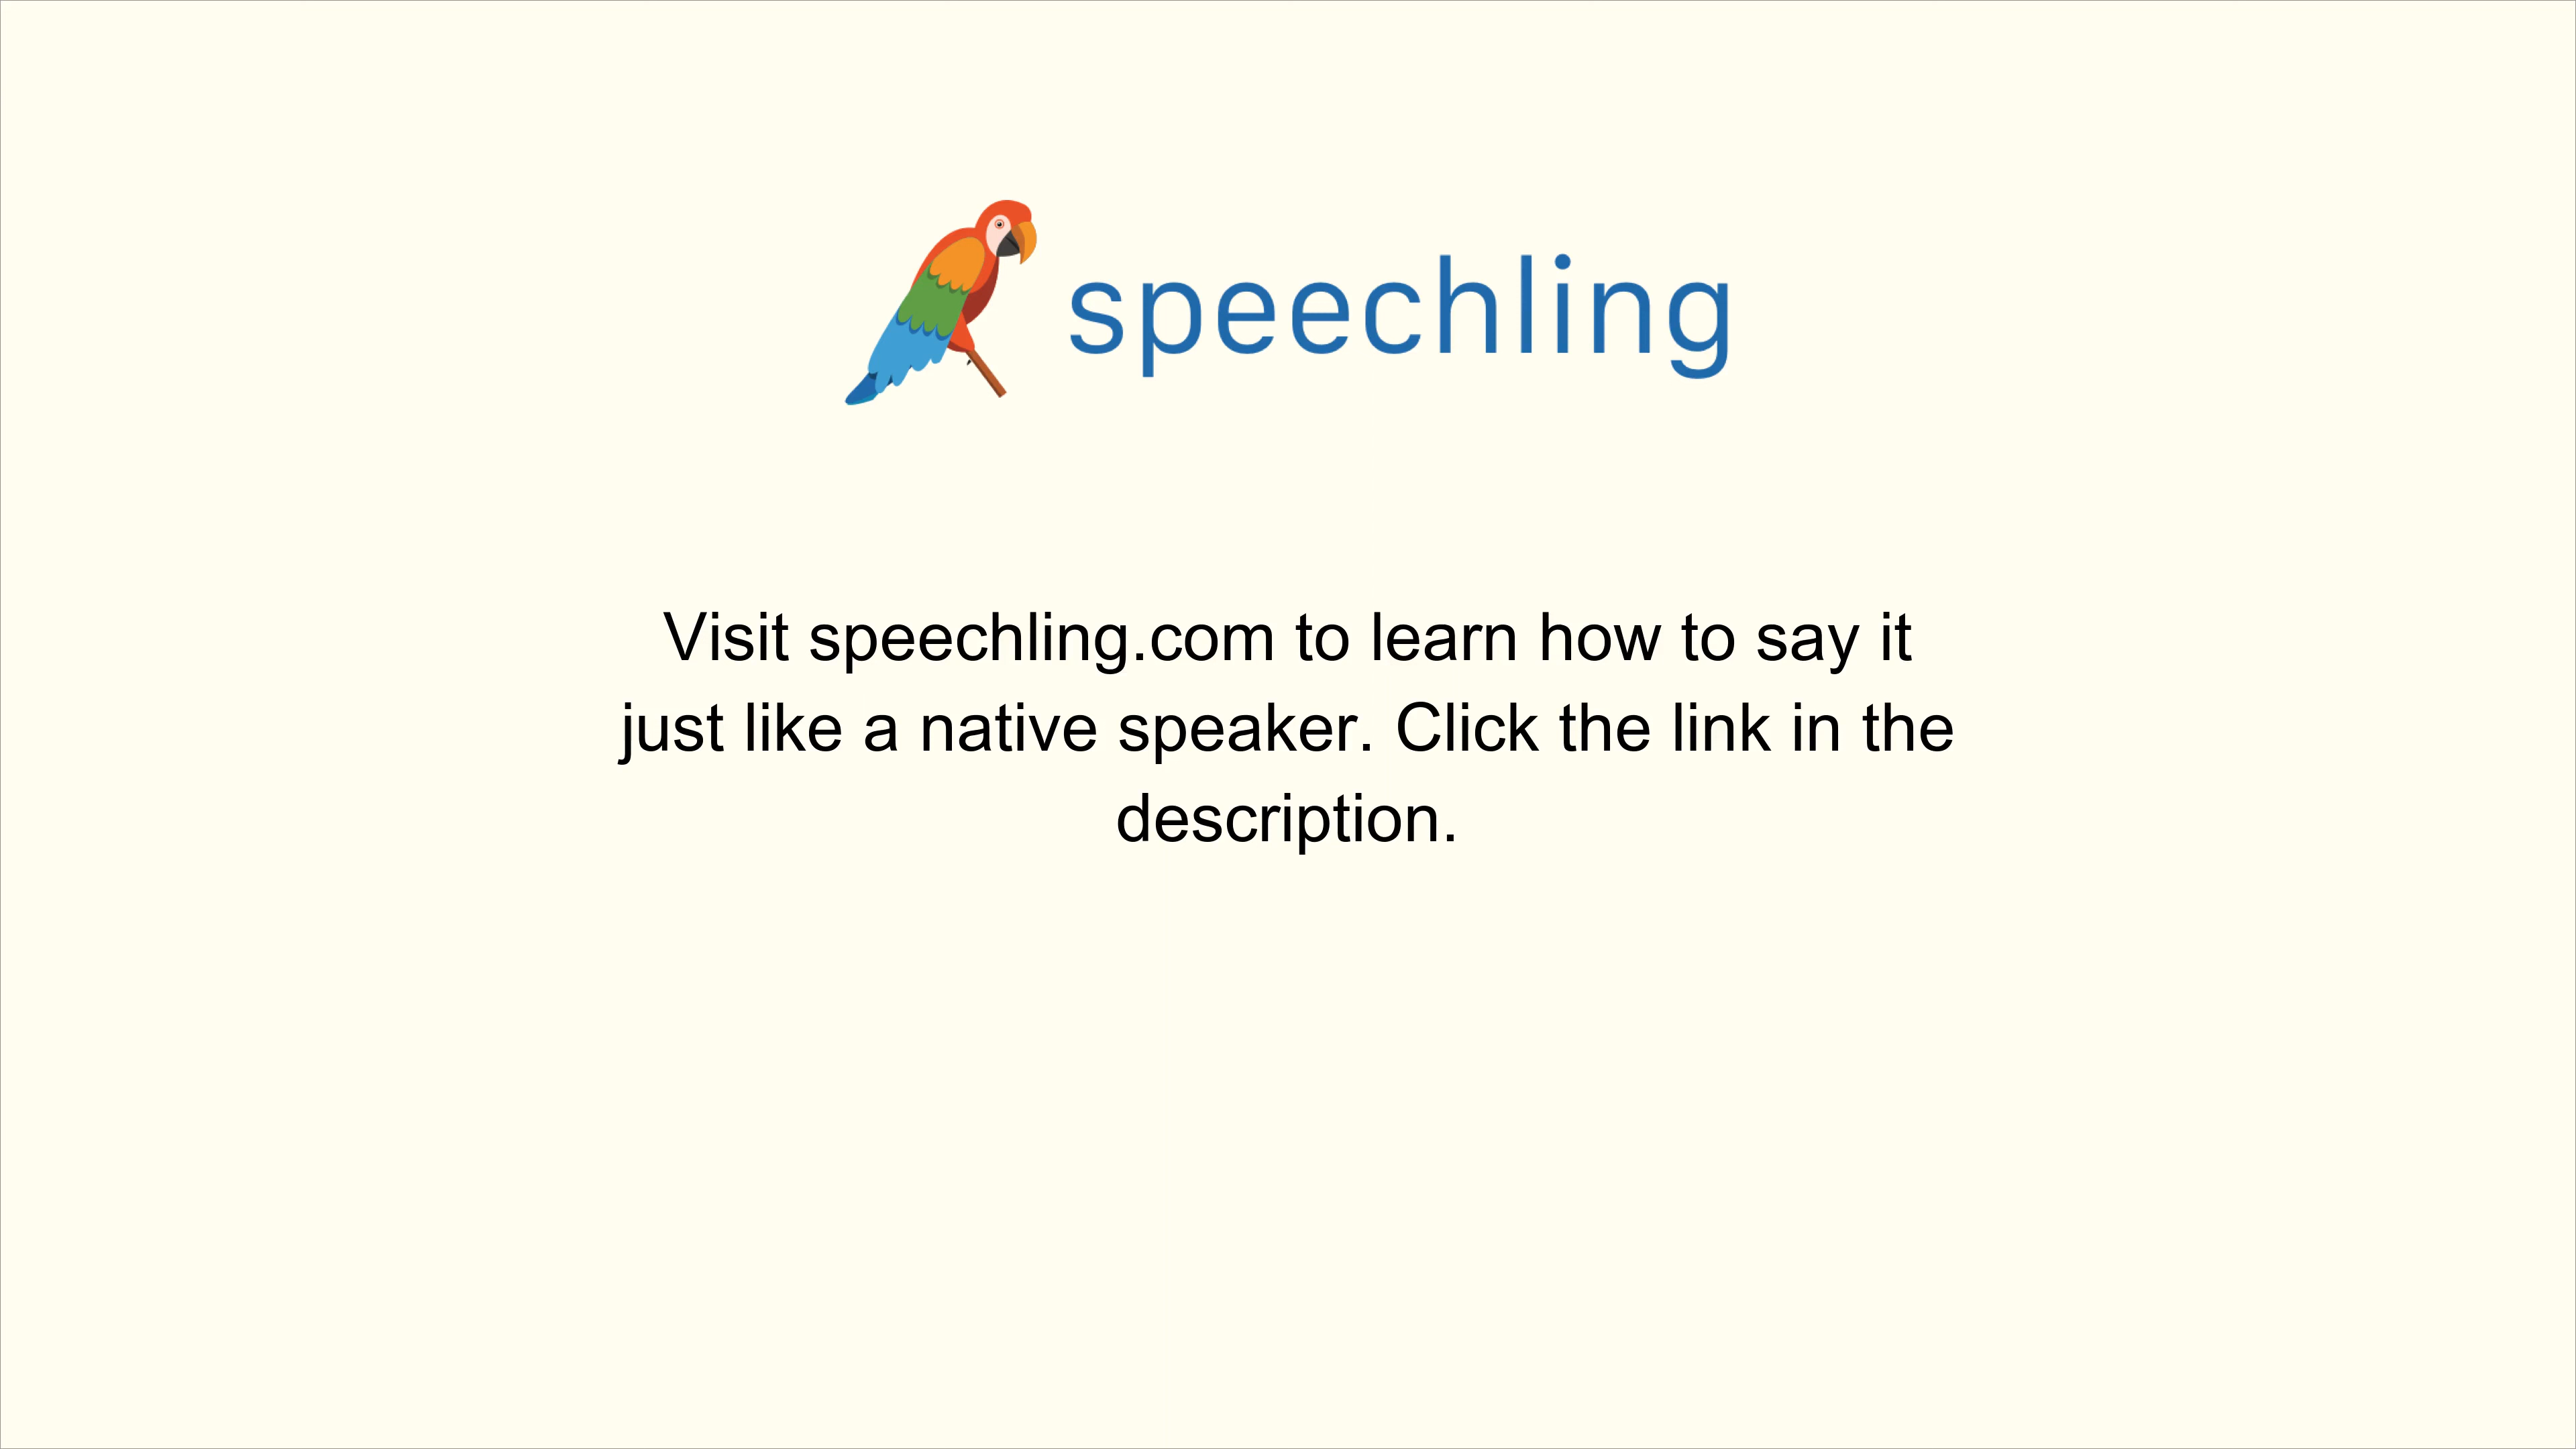 speechling
Visit speechling.com to learn how to say it
just like a native speaker. Click the link in the
description.